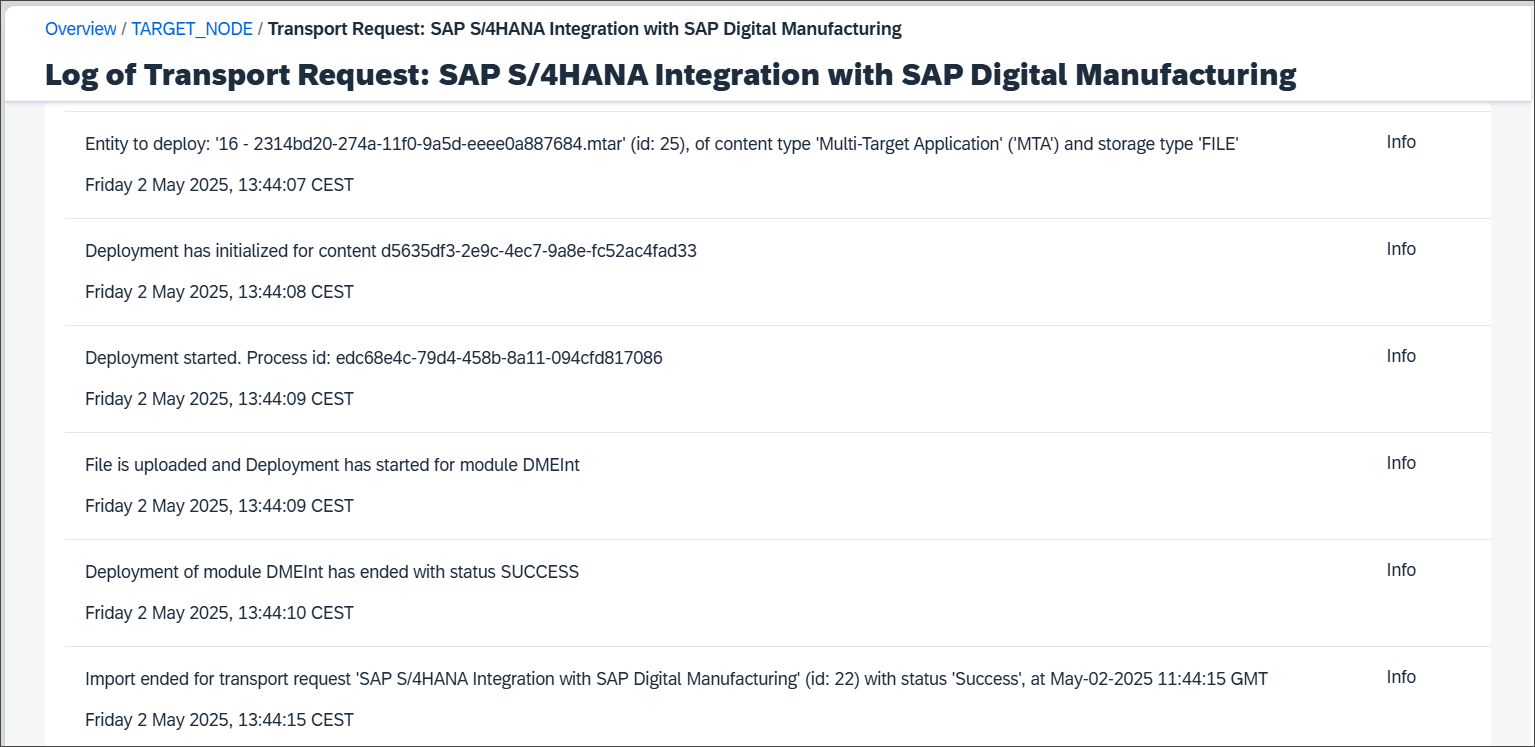 Overview / TARGET_NODE / Transport Request: SAP S/4HANA Integration with SAP Digital Manufacturing
Log of Transport Request: SAP S/4HANA Integration with SAP Digital Manufacturing
Entity to deploy: '16 - 2314bd20-274a-11f0-9a5d-eeee0a887684.mtar' (id: 25), of content type 'Multi-Target Application' ('MTA') and storage type 'FILE' Info
Friday 2 May 2025, 13:44:07 CEST
Deployment has initialized for content d5635df3-2e9c-4ec7-9a8e-fc52ac4fad33 Info
Friday 2 May 2025, 13:44:08 CEST
Deployment started. Process id: edc68e4c-79d4-458b-8a11-094cfd817086 Info
Friday 2 May 2025, 13:44:09 CEST
File is uploaded and Deployment has started for module DMEInt Info
Friday 2 May 2025, 13:44:09 CEST
Deployment of module DMEInt has ended with status SUCCESS Info
Friday 2 May 2025, 13:44:10 CEST
Import ended for transport request 'SAP S/4HANA Integration with SAP Digital Manufacturing' (id: 22) with status 'Success', at May-02-2025 11:44:15 GMT Info
Friday 2 May 2025, 13:44:15 CEST